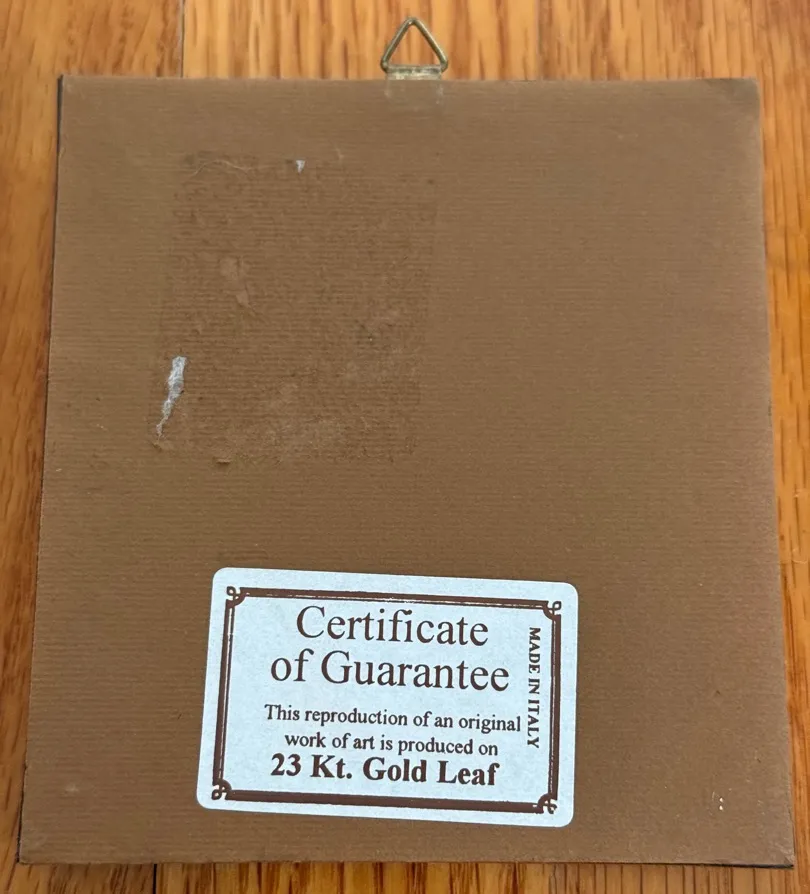 Certificate
of Guarantee
This reproduction of an original
work of art is produced on
23 Kt. Gold Leaf
MADE IN ITALY